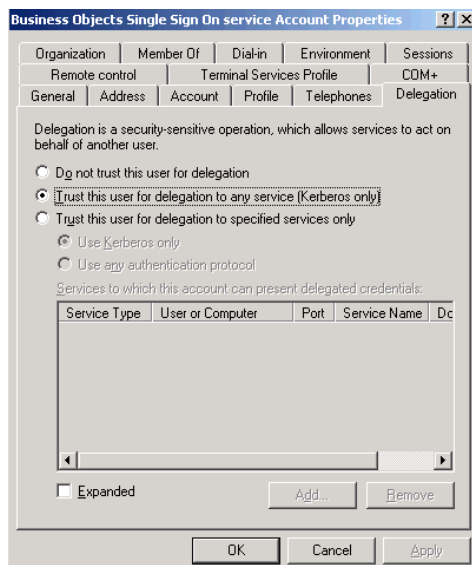 Business Objects Single Sign On service Account Properties
Organization Member Of Dial-in Environment Sessions
Remote control Terminal Services Profile COM+
General Address Account Profile Telephones Delegation
Delegation is a security-sensitive operation, which allows services to act on
behalf of another user.
Do not trust this user for delegation
Trust this user for delegation to any service (Kerberos only)
Trust this user for delegation to specified services only
Use Kerberos only
Use any authentication protocol
Services to which this account can present delegated credentials:
Service Type User or Computer Port Service Name Dc
Expanded Add... Remove
OK Cancel Apply